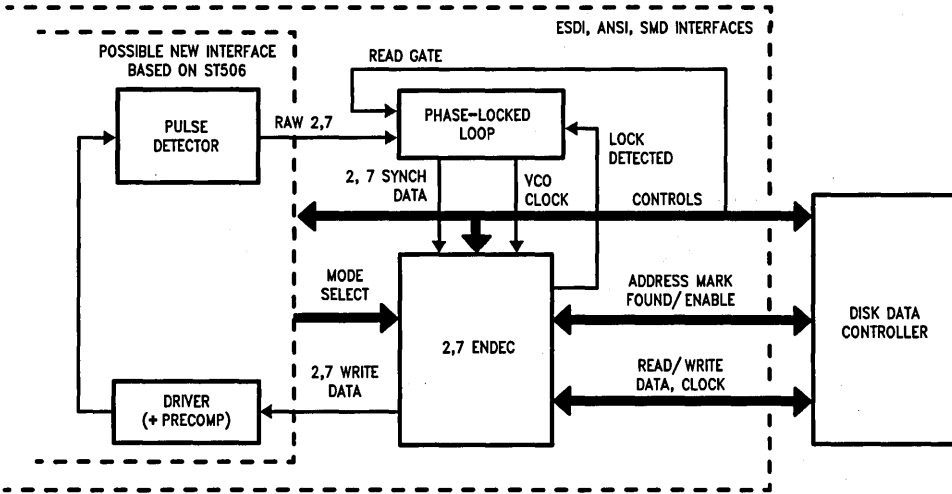 ESDI, ANSI, SMD INTERFACES
POSSIBLE NEW INTERFACE
BASED ON ST506
READ GATE
PULSE
DETECTOR
RAW 2,7
PHASE-LOCKED
LOOP
LOCK
DETECTED
2, 7 SYNCH
DATA
VCO
CLOCK
CONTROLS
MODE
SELECT
ADDRESS MARK
FOUND/ENABLE
2,7 ENDEC
DISK DATA
CONTROLLER
2,7 WRITE
DATA
READ/WRITE
DATA, CLOCK
DRIVER
(+ PRECOMP)